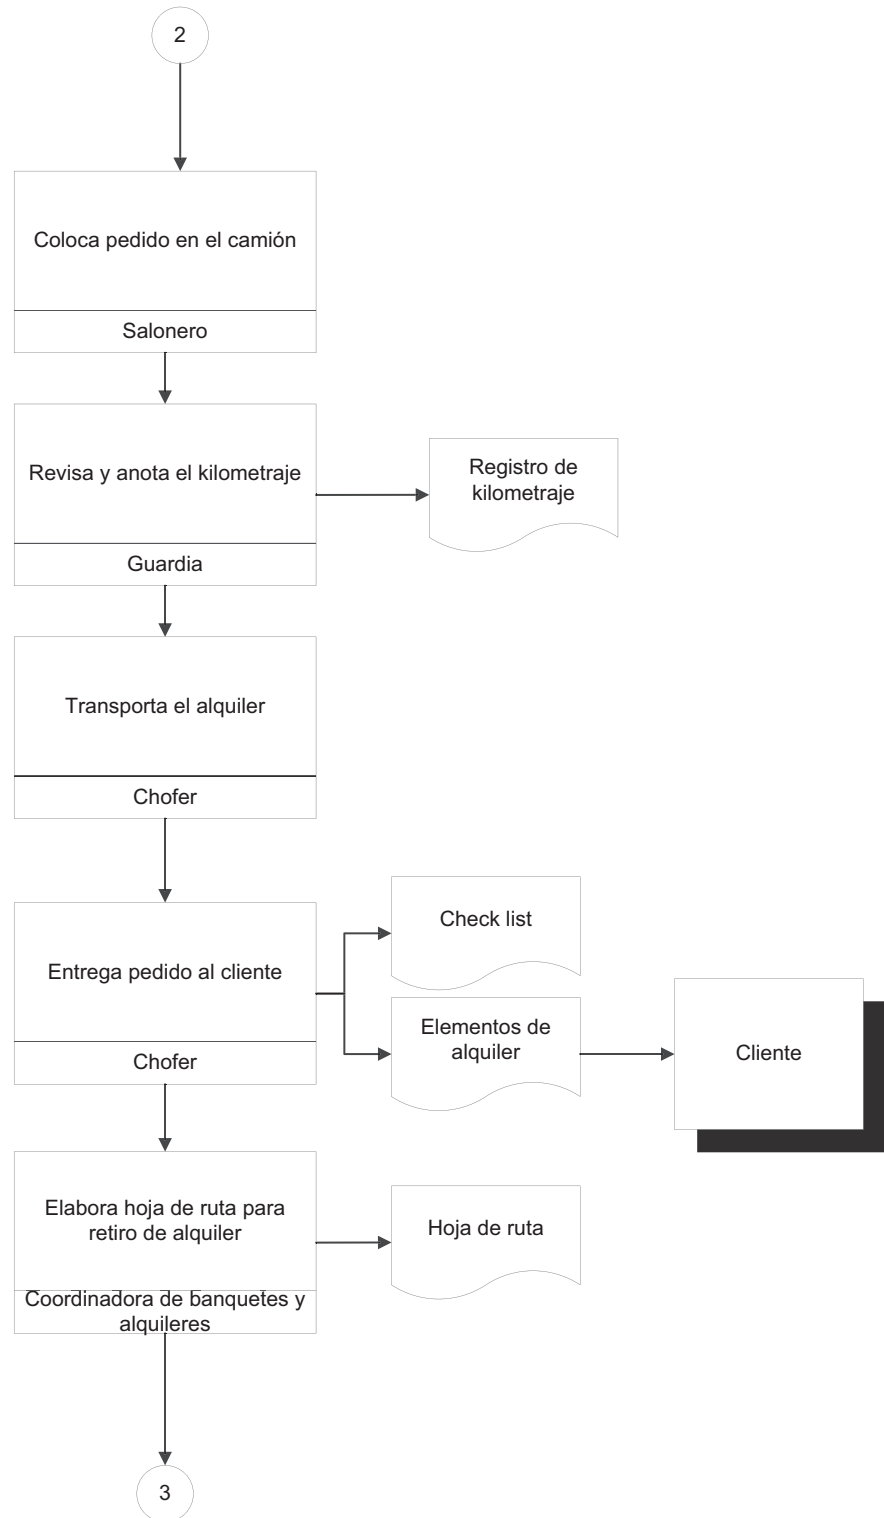 2
Coloca pedido en el camión
Salonero
Revisa y anota el kilometraje
Guardia
Registro de
kilometraje
Transporta el alquiler
Chofer
Entrega pedido al cliente
Chofer
Check list
Elementos de
alquiler
Cliente
Elabora hoja de ruta para
retiro de alquiler
Coordinadora de banquetes y
alquileres
Hoja de ruta
3